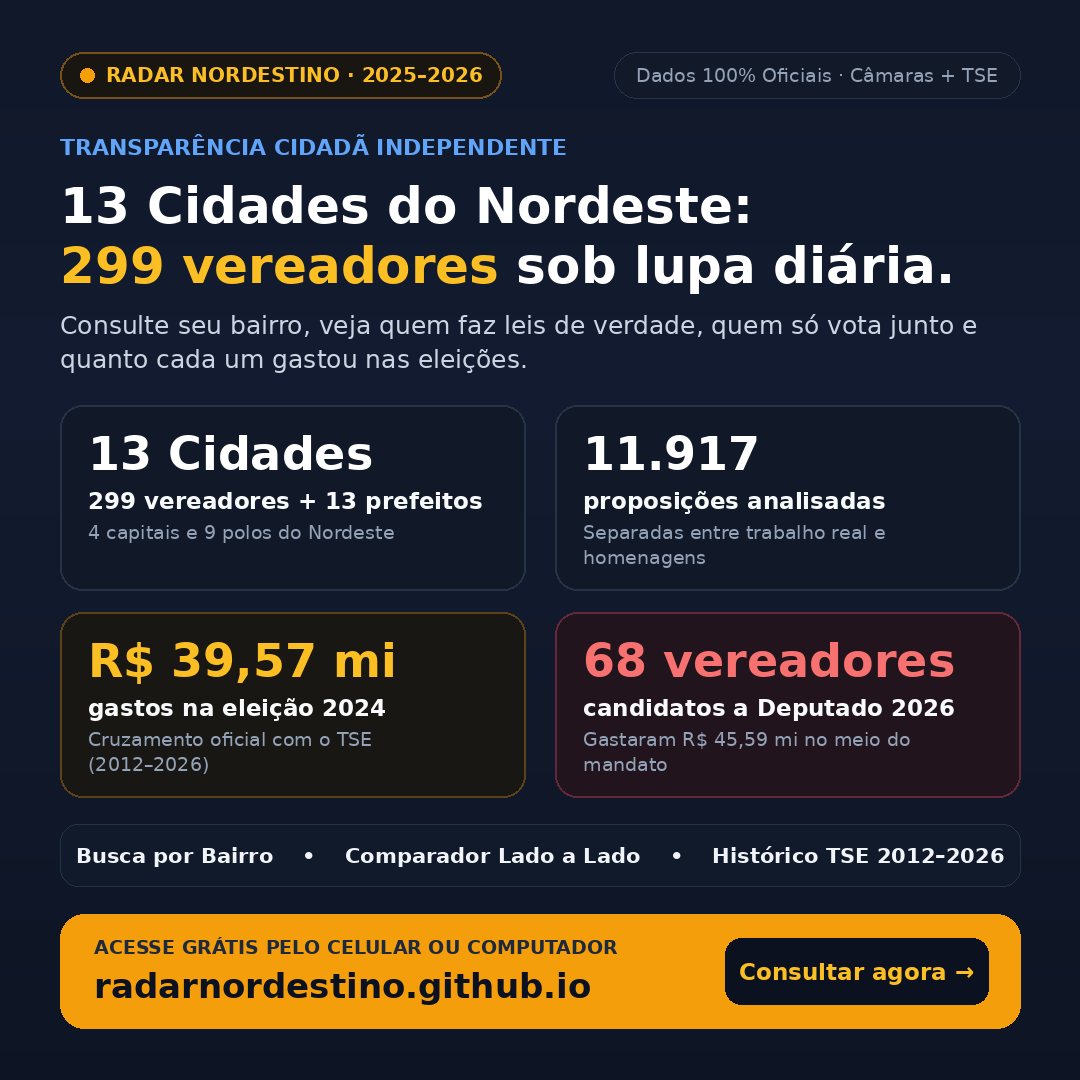 RADAR NORDESTINO · 2025–2026
Dados 100% Oficiais · Câmaras + TSE
TRANSPARÊNCIA CIDADÃ INDEPENDENTE
13 Cidades do Nordeste:
299 vereadores sob lupa diária.
Consulte seu bairro, veja quem faz leis de verdade, quem só vota junto e
quanto cada um gastou nas eleições.
13 Cidades
299 vereadores + 13 prefeitos
4 capitais e 9 polos do Nordeste
11.917
proposições analisadas
Separadas entre trabalho real e
homenagens
R$ 39,57 mi
gastos na eleição 2024
Cruzamento oficial com o TSE
(2012–2026)
68 vereadores
candidatos a Deputado 2026
Gastaram R$ 45,59 mi no meio do
mandato
Busca por Bairro • Comparador Lado a Lado • Histórico TSE 2012–2026
ACESSE GRÁTIS PELO CELULAR OU COMPUTADOR
radarnordestino.github.io
Consultar agora →